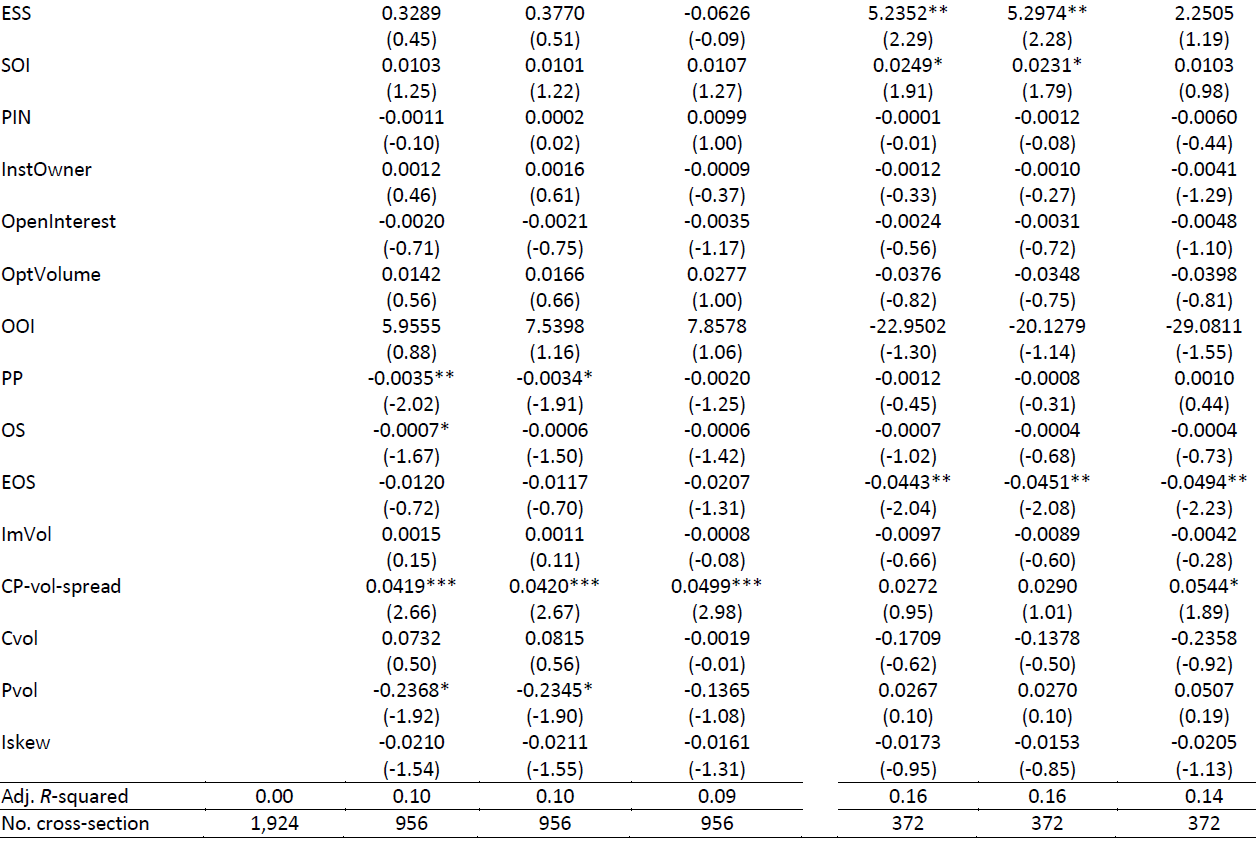 ESS 0.3289 0.3770 -0.0626 5.2352** 5.2974** 2.2505
(0.45) (0.51) (-0.09) (2.29) (2.28) (1.19)
SOI 0.0103 0.0101 0.0107 0.0249* 0.0231* 0.0103
(1.25) (1.22) (1.27) (1.91) (1.79) (0.98)
PIN -0.0011 0.0002 0.0099 -0.0001 -0.0012 -0.0060
(-0.10) (0.02) (1.00) (-0.01) (-0.08) (-0.44)
InstOwner 0.0012 0.0016 -0.0009 -0.0012 -0.0010 -0.0041
(0.46) (0.61) (-0.37) (-0.33) (-0.27) (-1.29)
OpenInterest -0.0020 -0.0021 -0.0035 -0.0024 -0.0031 -0.0048
(-0.71) (-0.75) (-1.17) (-0.56) (-0.72) (-1.10)
OptVolume 0.0142 0.0166 0.0277 -0.0376 -0.0348 -0.0398
(0.56) (0.66) (1.00) (-0.82) (-0.75) (-0.81)
OOI 5.9555 7.5398 7.8578 -22.9502 -20.1279 -29.0811
(0.88) (1.16) (1.06) (-1.30) (-1.14) (-1.55)
PP -0.0035** -0.0034* -0.0020 -0.0012 -0.0008 0.0010
(-2.02) (-1.91) (-1.25) (-0.45) (-0.31) (0.44)
OS -0.0007* -0.0006 -0.0006 -0.0007 -0.0004 -0.0004
(-1.67) (-1.50) (-1.42) (-1.02) (-0.68) (-0.73)
EOS -0.0120 -0.0117 -0.0207 -0.0443** -0.0451** -0.0494**
(-0.72) (-0.70) (-1.31) (-2.04) (-2.08) (-2.23)
ImVol 0.0015 0.0011 -0.0008 -0.0097 -0.0089 -0.0042
(0.15) (0.11) (-0.08) (-0.66) (-0.60) (-0.28)
CP-vol-spread 0.0419*** 0.0420*** 0.0499*** 0.0272 0.0290 0.0544*
(2.66) (2.67) (2.98) (0.95) (1.01) (1.89)
Cvol 0.0732 0.0815 -0.0019 -0.1709 -0.1378 -0.2358
(0.50) (0.56) (-0.01) (-0.62) (-0.50) (-0.92)
Pvol -0.2368* -0.2345* -0.1365 0.0267 0.0270 0.0507
(-1.92) (-1.90) (-1.08) (0.10) (0.10) (0.19)
Iskew -0.0210 -0.0211 -0.0161 -0.0173 -0.0153 -0.0205
(-1.54) (-1.55) (-1.31) (-0.95) (-0.85) (-1.13)
Adj. R-squared 0.00 0.10 0.10 0.09 0.16 0.16 0.14
No. cross-section 1,924 956 956 956 372 372 372